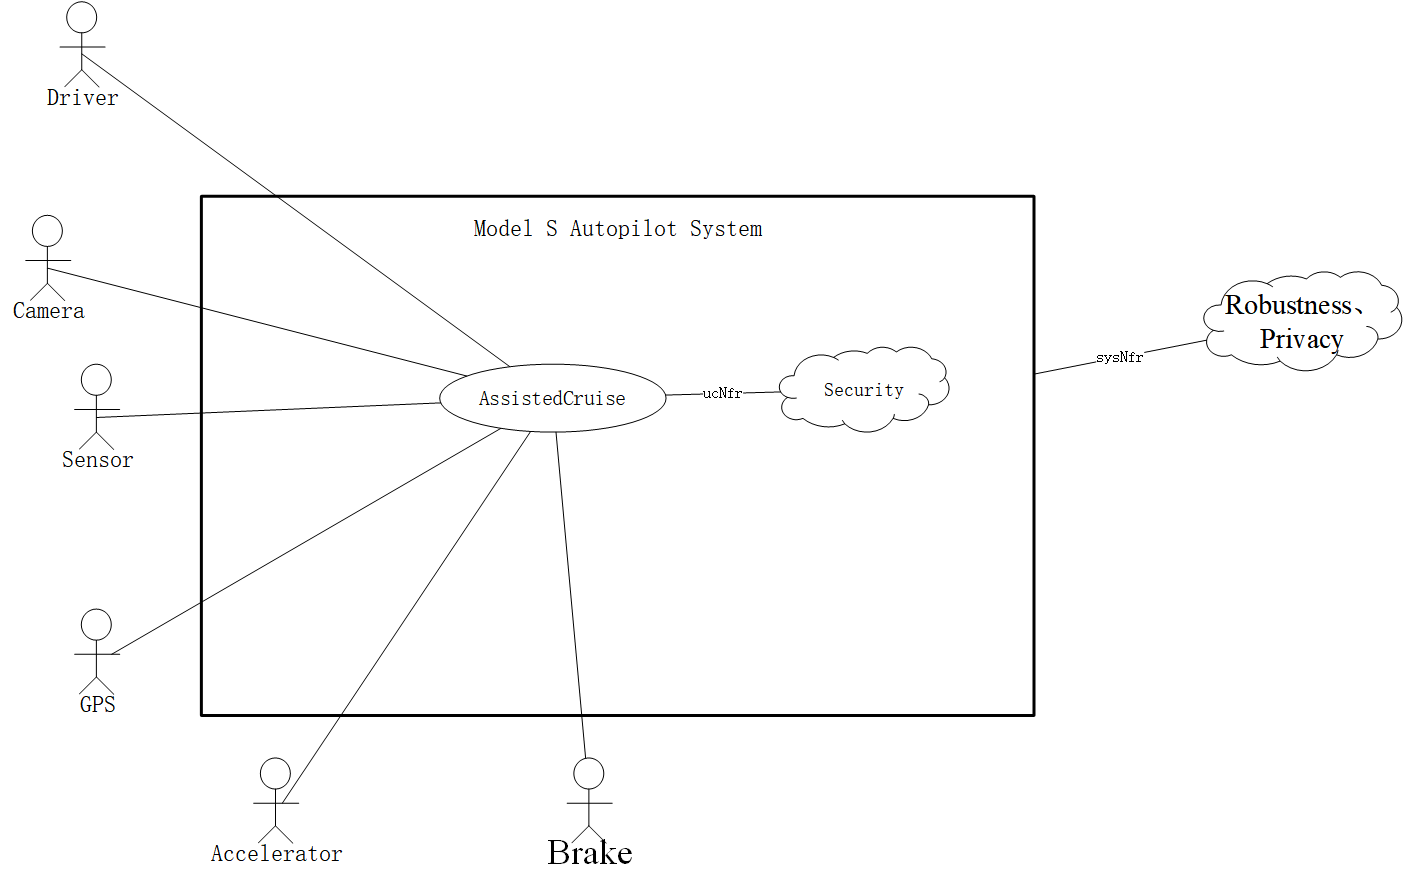 Driver
Model S Autopilot System
Camera
Robustness、
Privacy
sysNfr
AssistedCruise
ucNfr
Security
Sensor
GPS
Accelerator
Brake